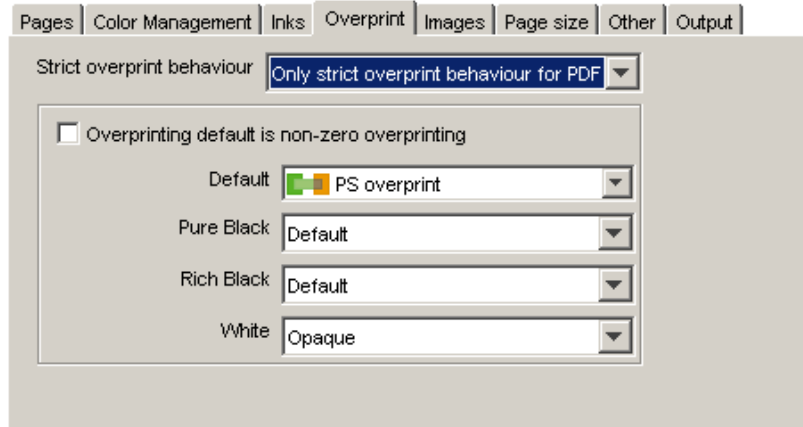 Pages Color Management Inks Overprint Images Page size Other Output
Strict overprint behaviour Only strict overprint behaviour for PDF
Overprinting default is non-zero overprinting
Default PS overprint
Pure Black Default
Rich Black Default
White Opaque